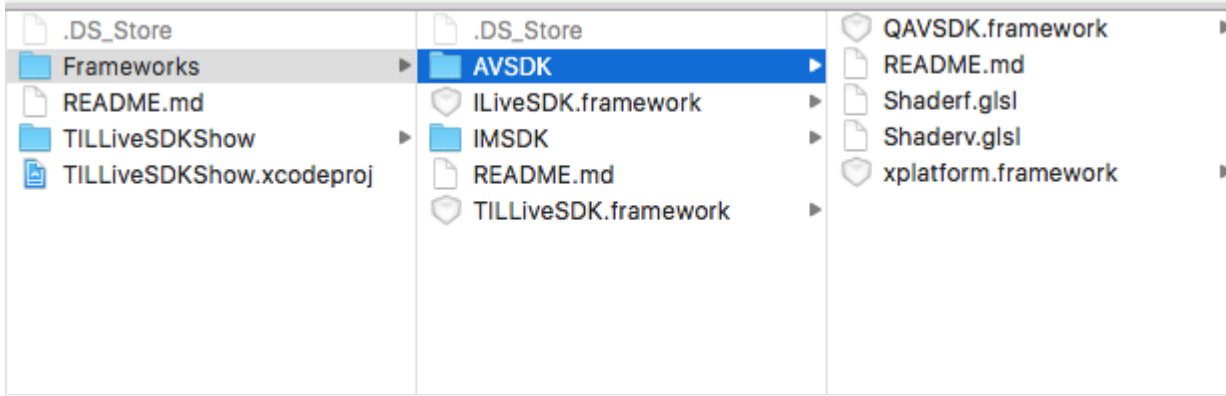 .DS_Store
Frameworks
README.md
TILLiveSDKShow
TILLiveSDKShow.xcodeproj
.DS_Store
AVSDK
ILiveSDK.framework
IMSDK
README.md
TILLiveSDK.framework
QAVSDK.framework
README.md
Shaderf.glsl
Shaderv.glsl
xplatform.framework